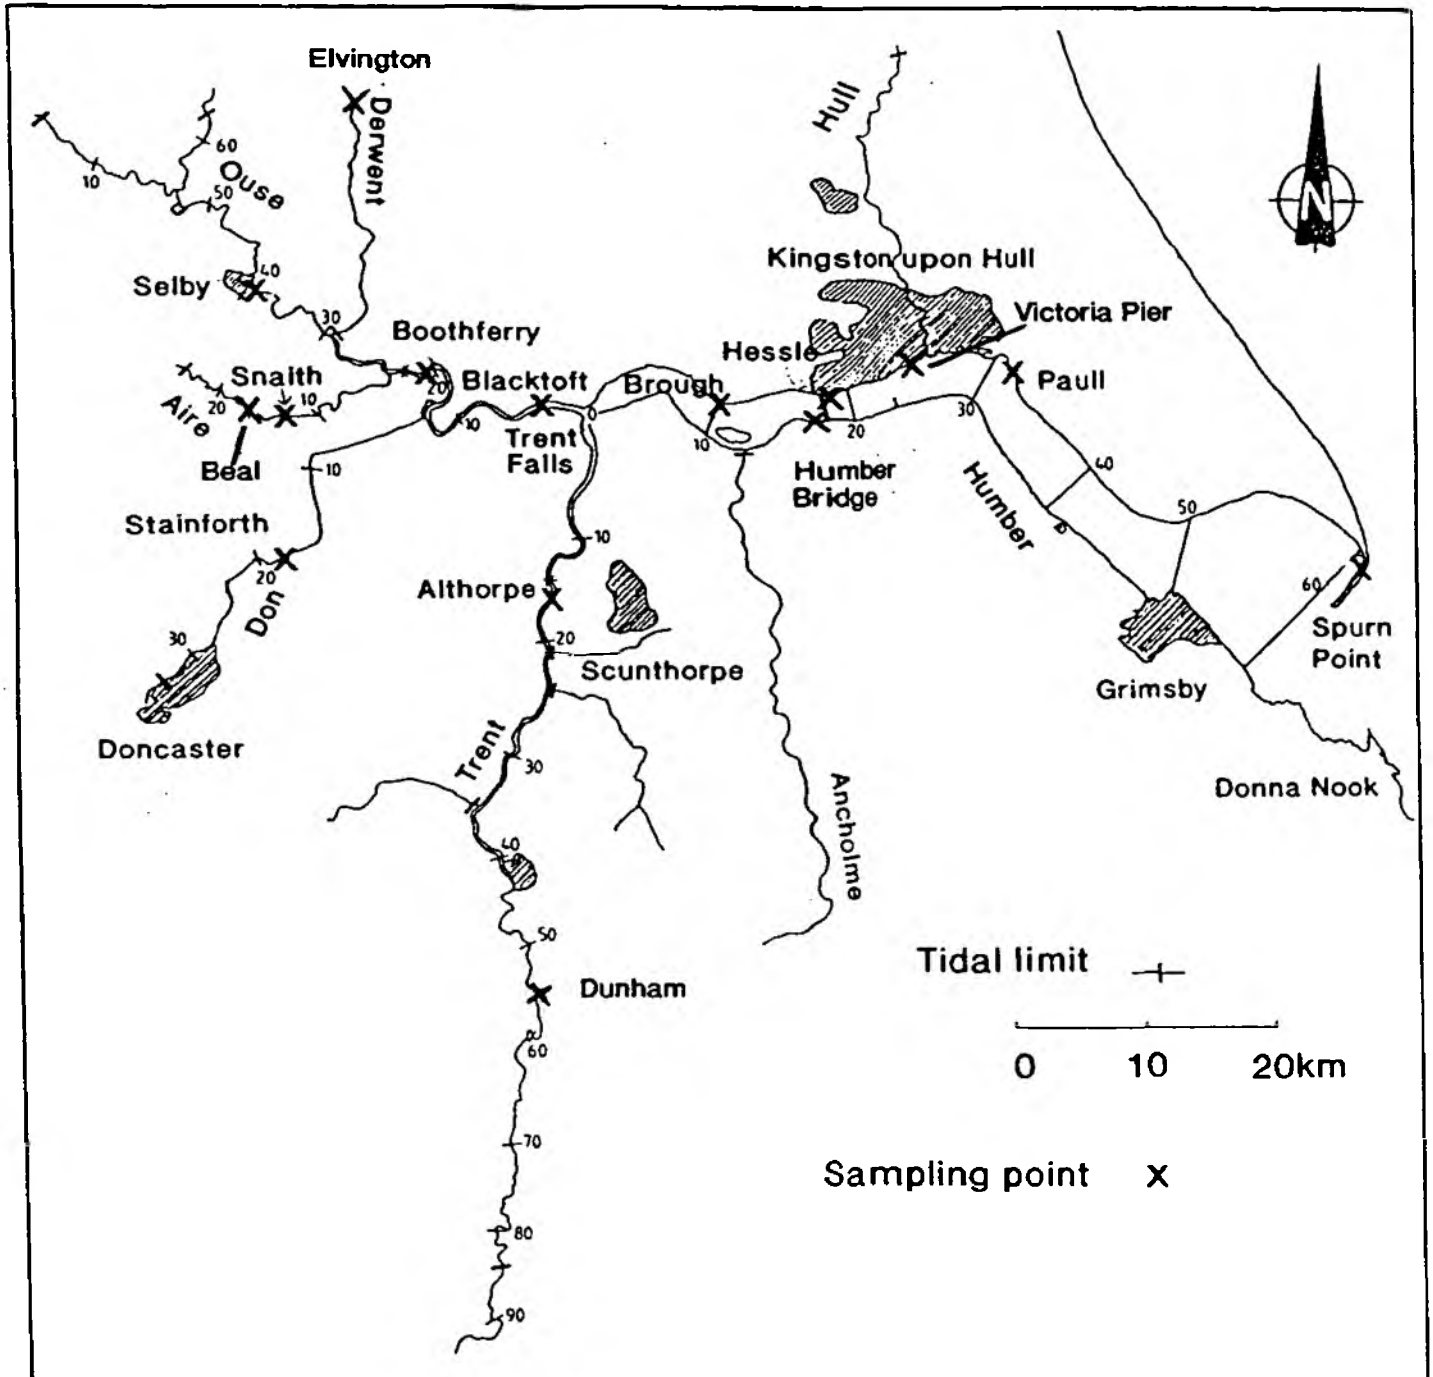 Elvington
Derwent
Hull
60
Ouse
10
50
N
Kingston upon Hull
Selby
40
30
Boothferry
Victoria Pier
Hessle
Snaith
20
Blacktoft
Brough
Paull
Aire
20
10
10
0
10
20
30
Beal
Trent
Falls
Humber
Bridge
Humber
40
10
50
Stainforth
10
20
Don
Althorpe
60
30
20
Scunthorpe
Spurn
Point
Grimsby
Doncaster
Trent
30
Donna Nook
Ancholme
40
50
Tidal limit
Dunham
60
0 10 20km
70
Sampling point X
80
90